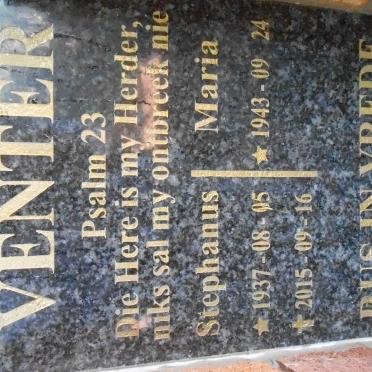 VENTER
Psalm 23
Die Here is my Herder,
niks sal my ontbreek nie
Stephanus Maria
★1937-08-05 ★1943-09 24
✝2015-09-16
RUS IN VREDE